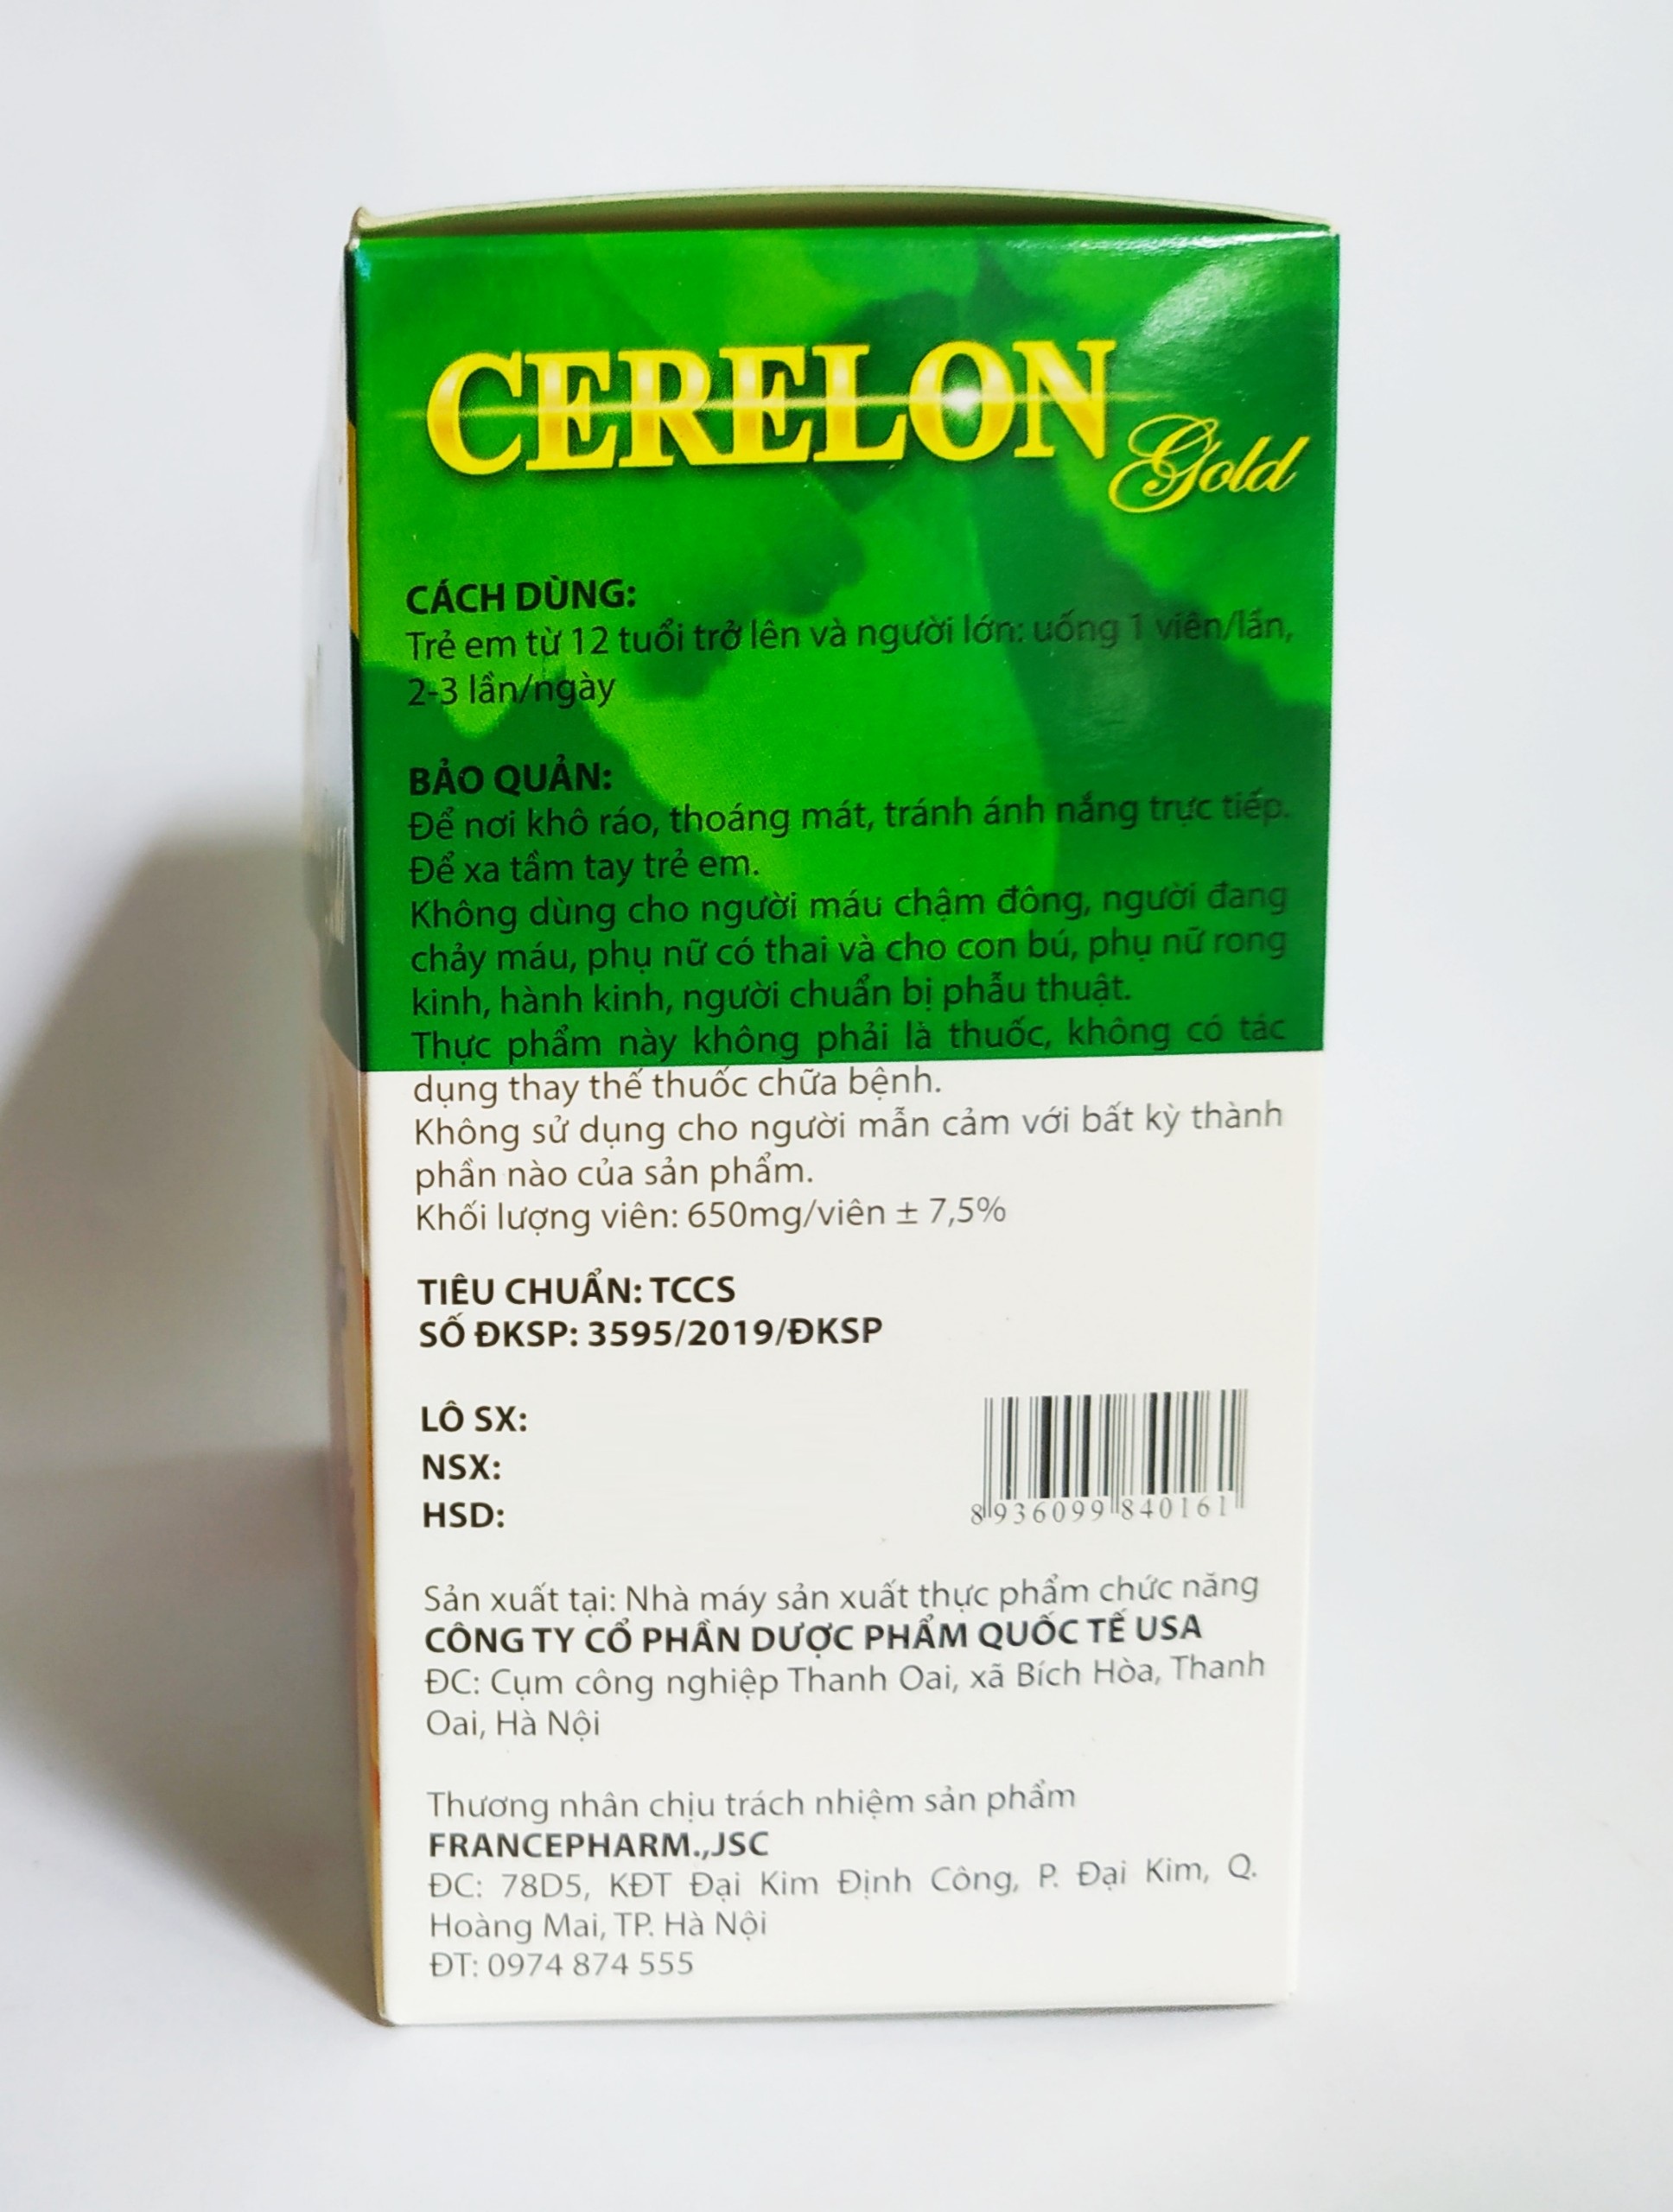 CERELON
Gold
CÁCH DÙNG:
Trẻ em từ 12 tuổi trở lên và người lớn: uống 1 viên/lần,
2-3 lần/ngày
BẢO QUẢN:
Để nơi khô ráo, thoáng mát, tránh ánh nắng trực tiếp.
Để xa tầm tay trẻ em.
Không dùng cho người máu chậm đông, người đang
chảy máu, phụ nữ có thai và cho con bú, phụ nữ rong
kinh, hành kinh, người chuẩn bị phẫu thuật.
Thực phẩm này không phải là thuốc, không có tác
dụng thay thế thuốc chữa bệnh.
Không sử dụng cho người mẫn cảm với bất kỳ thành
phần nào của sản phẩm.
Khối lượng viên: 650mg/viên ± 7,5%
TIÊU CHUẨN: TCCS
SỐ ĐKSP: 3595/2019/ĐKSP
LÔ SX:
NSX:
HSD:
8936099840161
Sản xuất tại: Nhà máy sản xuất thực phẩm chức năng
CÔNG TY CỔ PHẦN DƯỢC PHẨM QUỐC TẾ USA
ĐC: Cụm công nghiệp Thanh Oai, xã Bích Hòa, Thanh
Oai, Hà Nội
Thương nhân chịu trách nhiệm sản phẩm
FRANCEPHARM.,JSC
ĐC: 78D5, KĐT Đại Kim Định Công, P. Đại Kim, Q.
Hoàng Mai, TP. Hà Nội
ĐT: 0974 874 555